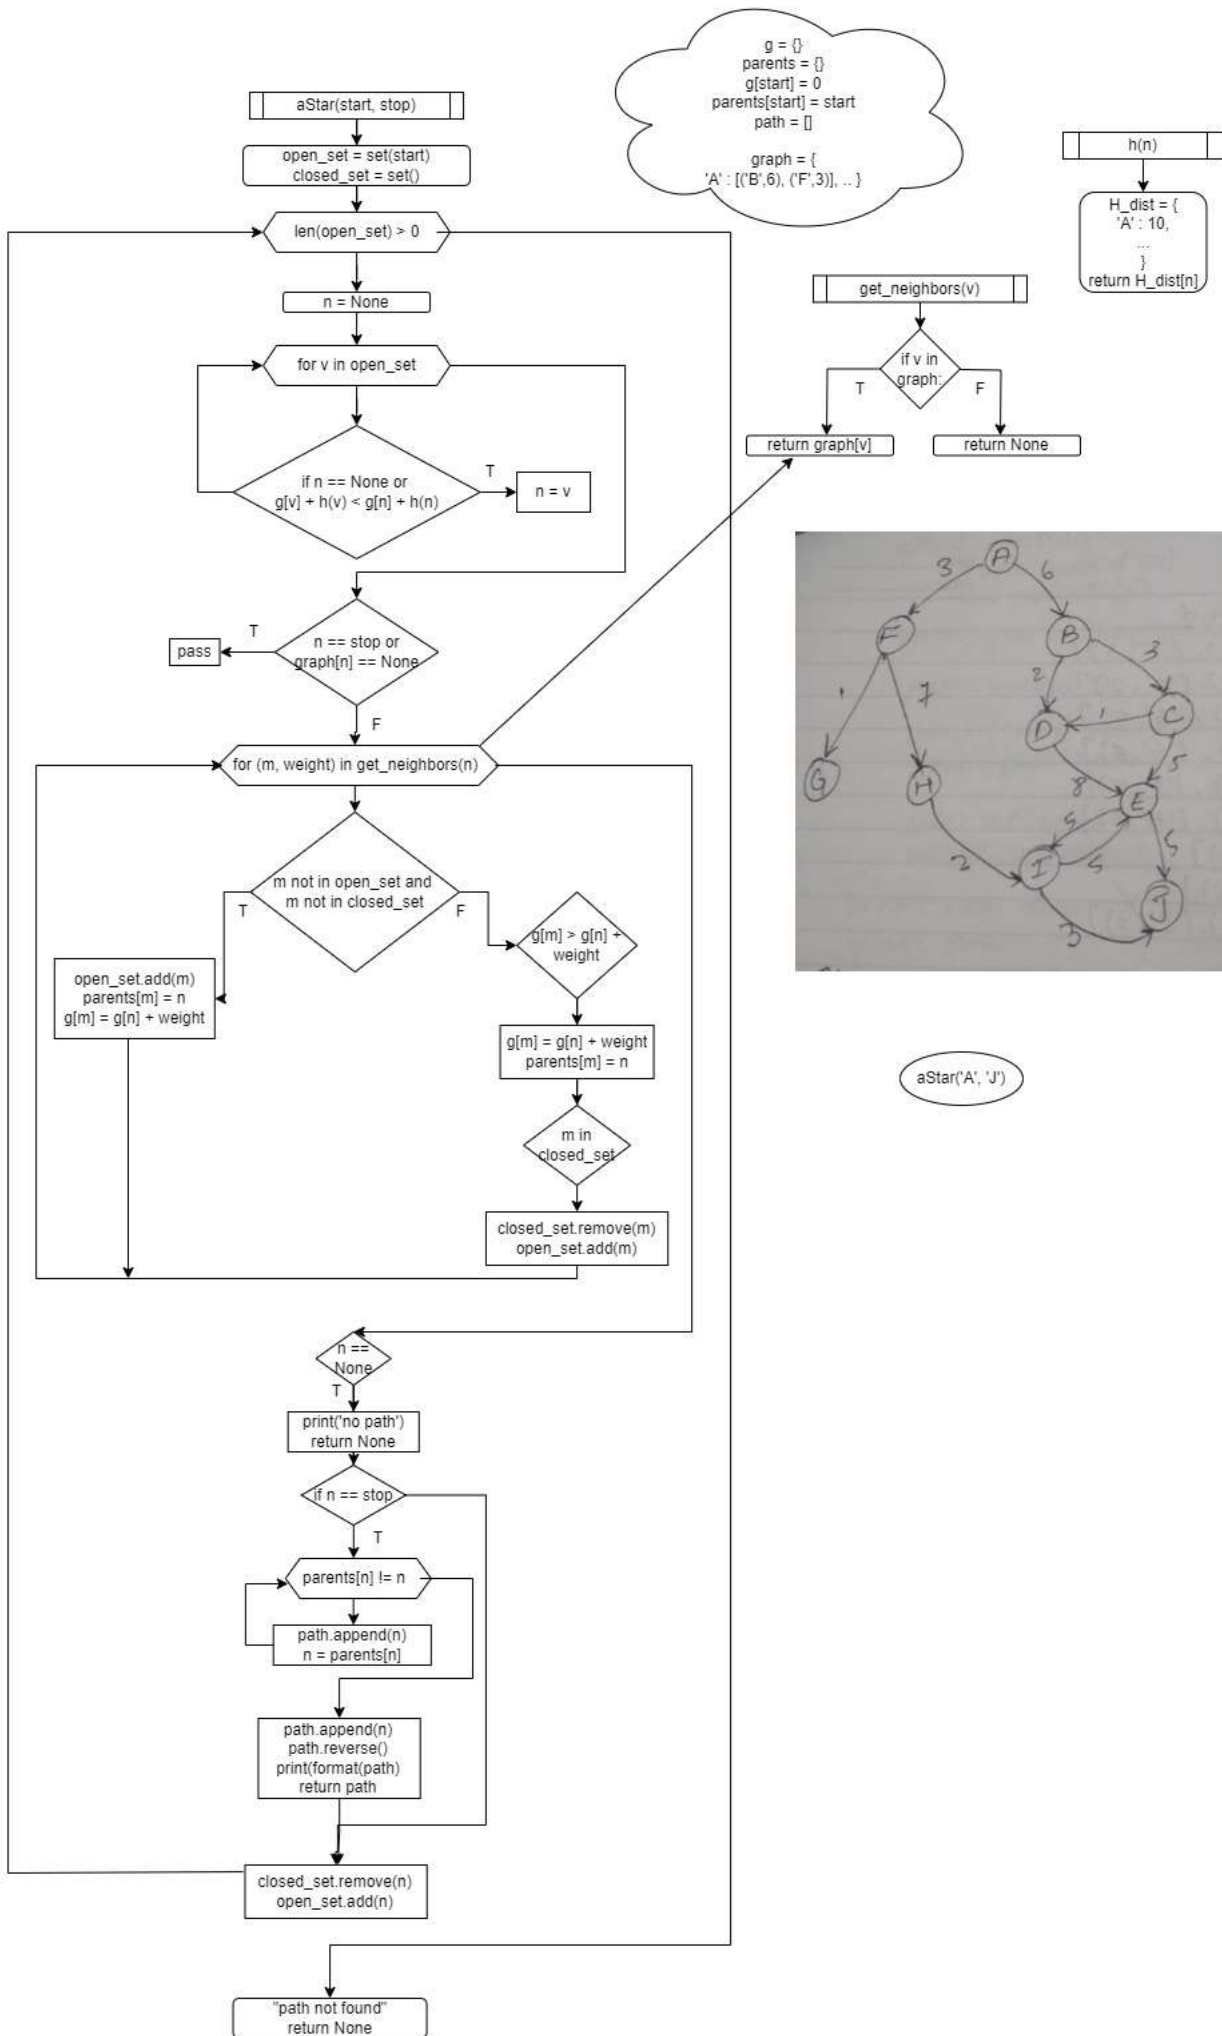 g = {}
parents = {}
g[start] = 0
parents[start] = start
path = []
graph = {
'A' : [('B',6), ('F',3)], .. }
aStar(start, stop)
open_set = set(start)
closed_set = set()
len(open_set) > 0
n = None
for v in open_set
if n == None or
g[v] + h(v) < g[n] + h(n)
T
n = v
n == stop or
graph[n] == None
T
pass
F
for (m, weight) in get_neighbors(n)
m not in open_set and
m not in closed_set
T
F
open_set.add(m)
parents[m] = n
g[m] = g[n] + weight
g[m] > g[n] +
weight
g[m] = g[n] + weight
parents[m] = n
m in
closed_set
closed_set.remove(m)
open_set.add(m)
n ==
None
T
print('no path')
return None
if n == stop
T
parents[n] != n
path.append(n)
n = parents[n]
path.append(n)
path.reverse()
print(format(path)
return path
closed_set.remove(n)
open_set.add(n)
"path not found"
return None
h(n)
H_dist = {
'A' : 10,
...
}
return H_dist[n]
get_neighbors(v)
if v in
graph:
T
F
return graph[v]
return None
A
3
6
F
B
1
7
2
3
G
H
D
1
C
8
5
E
2
I
5
5
5
3
J
aStar('A', 'J')